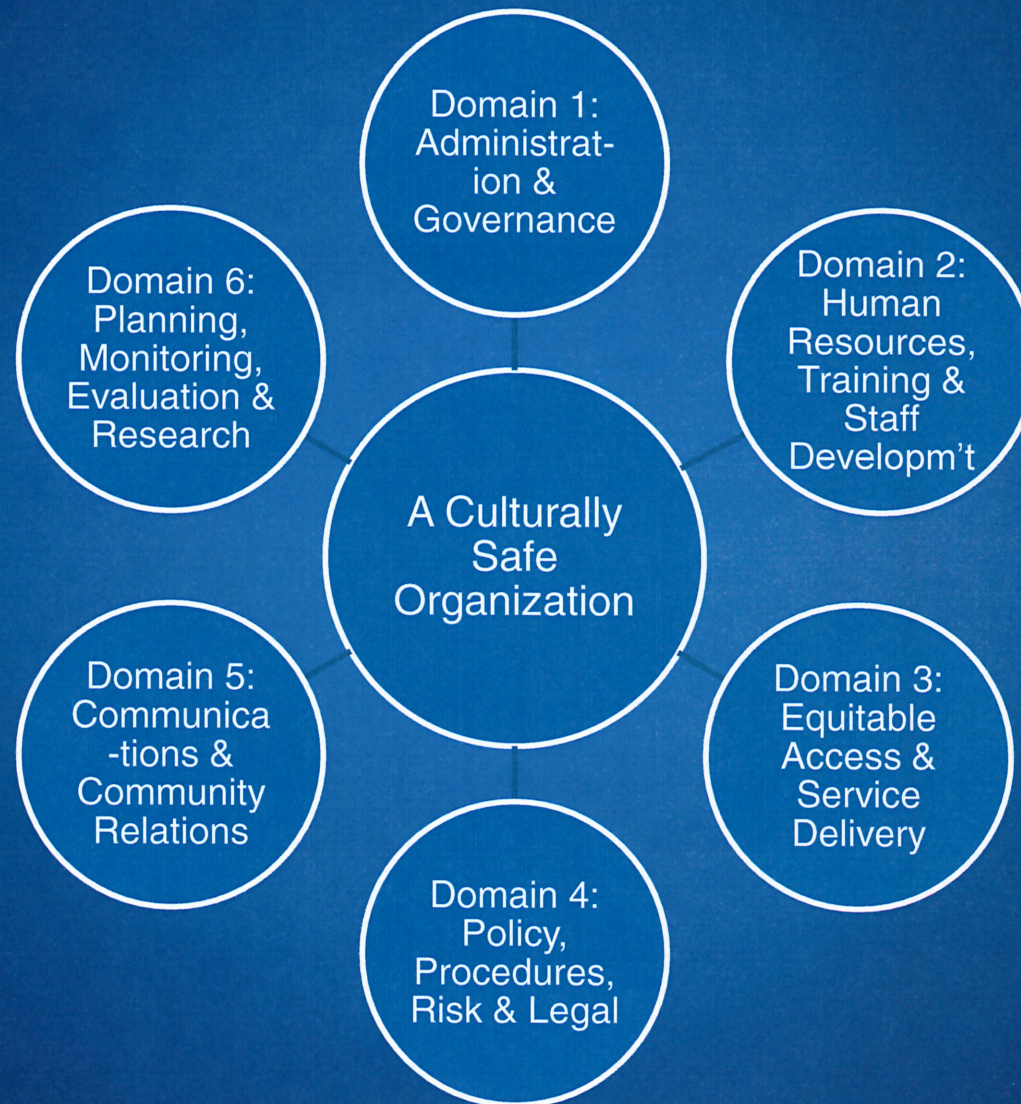 Domain 1:
Administrat-
ion &
Governance
Domain 2:
Human
Resources,
Training &
Staff
Developm't
Domain 3:
Equitable
Access &
Service
Delivery
Domain 4:
Policy,
Procedures,
Risk & Legal
Domain 5:
Communica
-tions &
Community
Relations
Domain 6:
Planning,
Monitoring,
Evaluation &
Research
A Culturally
Safe
Organization